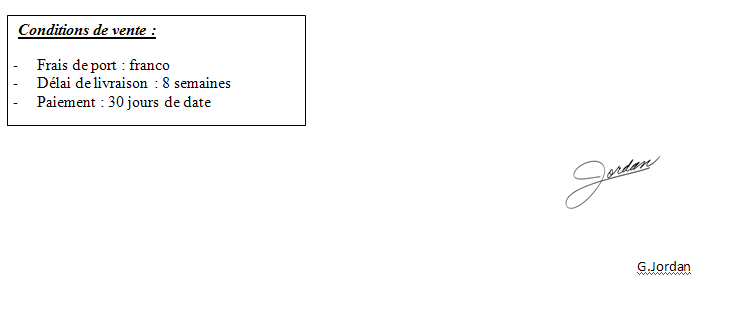 Conditions de vente :
- Frais de port : franco
- Délai de livraison : 8 semaines
- Paiement : 30 jours de date
Jordan
G.Jordan